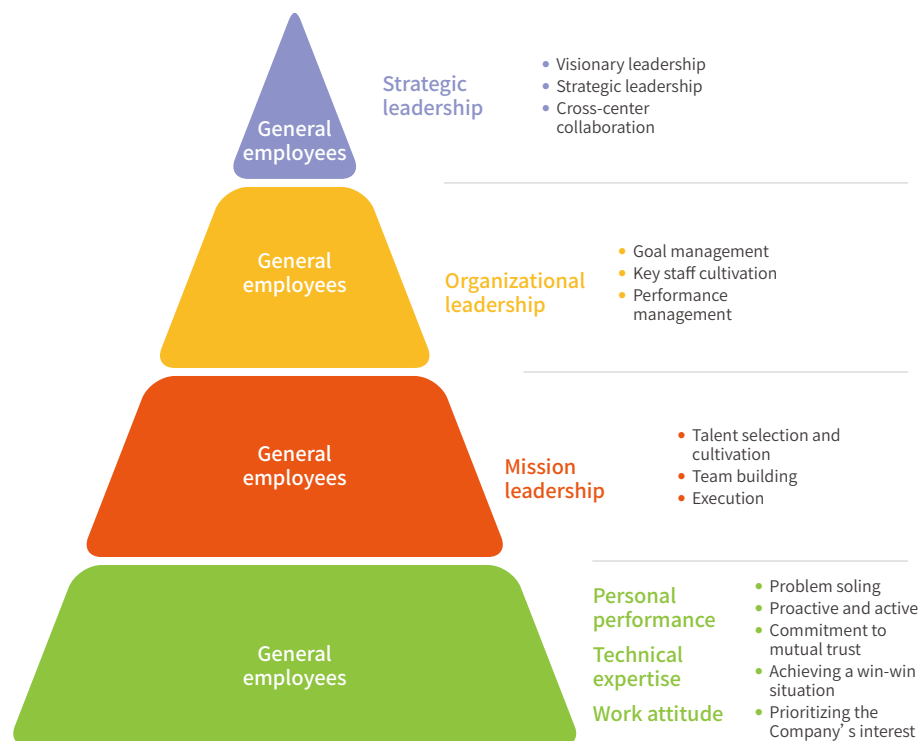 General
employees
Strategic
leadership
• Visionary leadership
• Strategic leadership
• Cross-center
collaboration
General
employees
Organizational
leadership
• Goal management
• Key staff cultivation
• Performance
management
General
employees
Mission
leadership
• Talent selection and
cultivation
• Team building
• Execution
General
employees
Personal
performance
Technical
expertise
Work attitude
• Problem soling
• Proactive and active
• Commitment to
mutual trust
• Achieving a win-win
situation
• Prioritizing the
Company’s interest